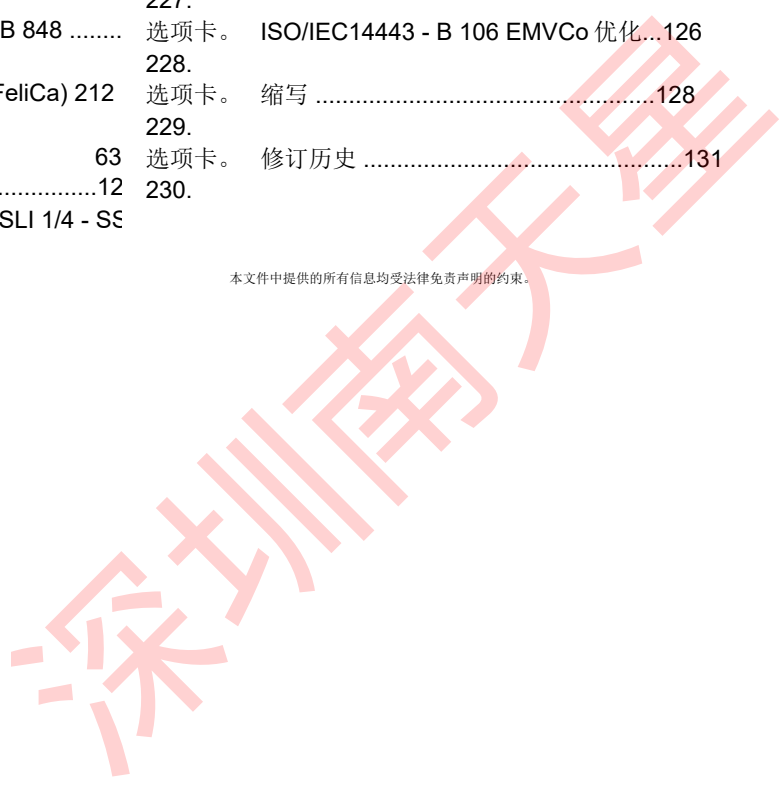 B 848 ........
FeliCa) 212
63
...............12
SLI 1/4 - SS
227.
选项卡。 ISO/IEC14443 - B 106 EMVCo 优化...126
228.
选项卡。 缩写 ...................................................128
229.
选项卡。 修订历史 ................................................131
230.
本文件中提供的所有信息均受法律免责声明的约束。
深圳南天星